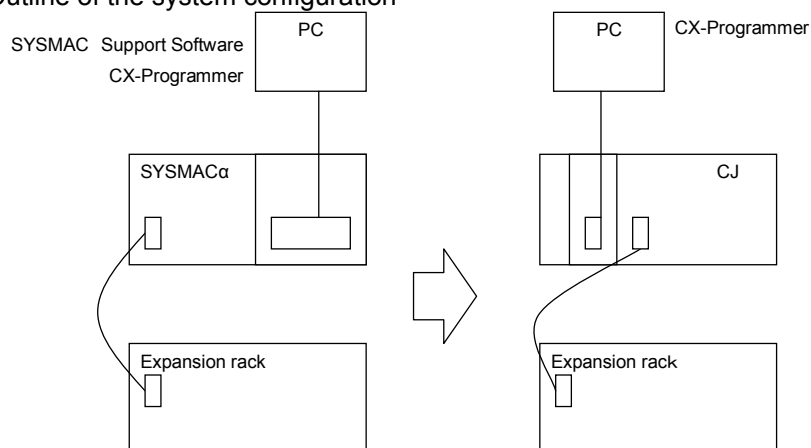 Outline of the system configuration
SYSMAC Support Software
CX-Programmer
PC
SYSMACα
Expansion rack
PC
CX-Programmer
CJ
Expansion rack